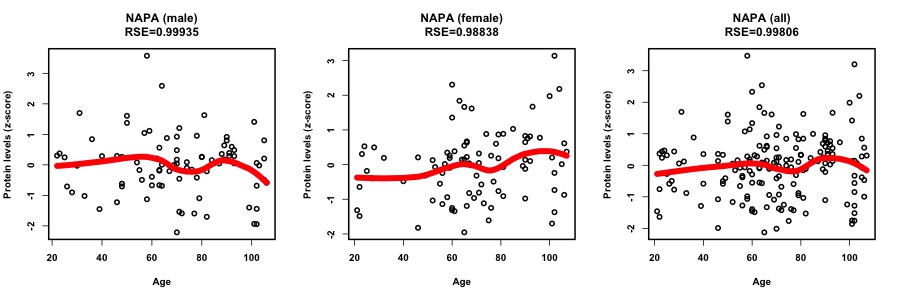 NAPA (male)
RSE=0.99935
Protein levels (z-score)
3
2
1
0
-1
-2
20
40
60
80
100
Age
NAPA (female)
RSE=0.98838
Protein levels (z-score)
3
2
1
0
-1
-2
20
40
60
80
100
Age
NAPA (all)
RSE=0.99806
Protein levels (z-score)
3
2
1
0
-1
-2
20
40
60
80
100
Age